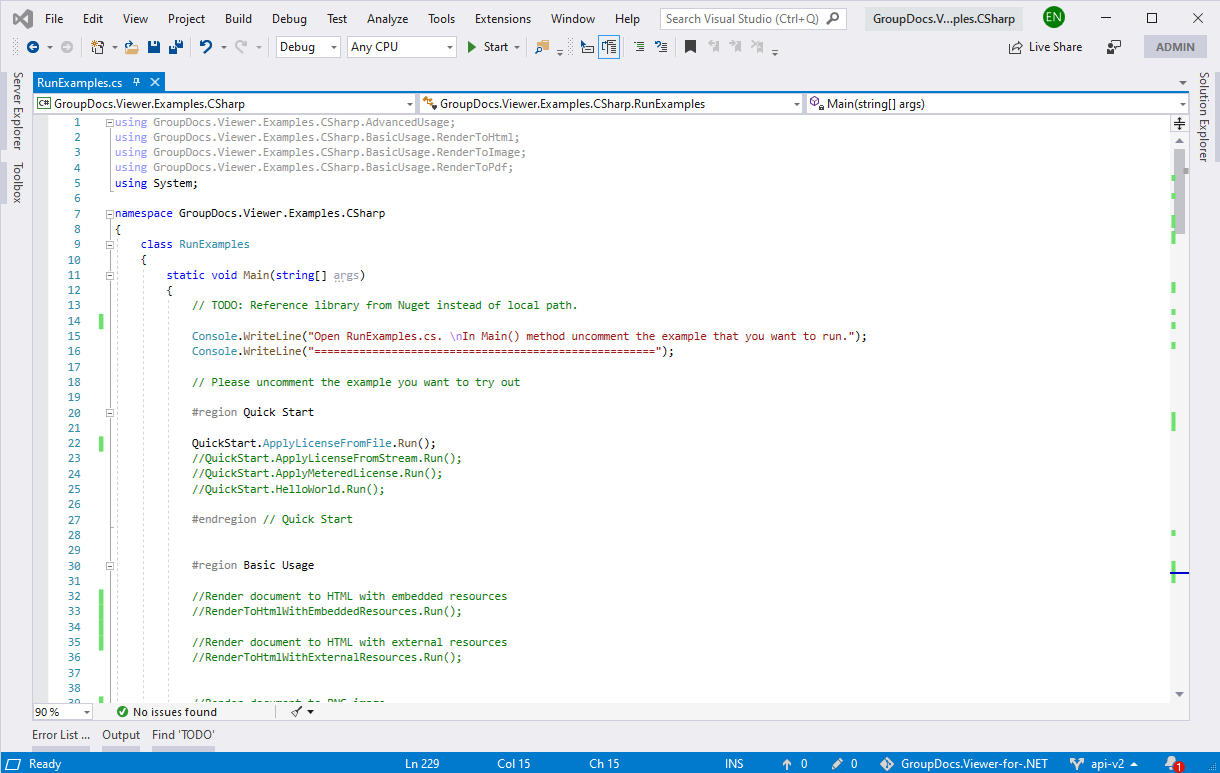 File Edit View Project Build Debug Test Analyze Tools Extensions Window Help Search Visual Studio (Ctrl+Q) GroupDocs.V...ples.CSharp EN
Debug Any CPU Start Live Share ADMIN
Server Explorer
Toolbox
Solution Explorer
RunExamples.cs
C# GroupDocs.Viewer.Examples.CSharp GroupDocs.Viewer.Examples.CSharp.RunExamples Main(string[] args)
1 using GroupDocs.Viewer.Examples.CSharp.AdvancedUsage;
2 using GroupDocs.Viewer.Examples.CSharp.BasicUsage.RenderToHtml;
3 using GroupDocs.Viewer.Examples.CSharp.BasicUsage.RenderToImage;
4 using GroupDocs.Viewer.Examples.CSharp.BasicUsage.RenderToPdf;
5 using System;
6
7 namespace GroupDocs.Viewer.Examples.CSharp
8 {
9 class RunExamples
10 {
11 static void Main(string[] args)
12 {
13 // TODO: Reference library from Nuget instead of local path.
14
15 Console.WriteLine("Open RunExamples.cs. \nIn Main() method uncomment the example that you want to run.");
16 Console.WriteLine("=====================================================");
17
18 // Please uncomment the example you want to try out
19
20 #region Quick Start
21
22 QuickStart.ApplyLicenseFromFile.Run();
23 //QuickStart.ApplyLicenseFromStream.Run();
24 //QuickStart.ApplyMeteredLicense.Run();
25 //QuickStart.HelloWorld.Run();
26
27 #endregion // Quick Start
28
29
30 #region Basic Usage
31
32 //Render document to HTML with embedded resources
33 //RenderToHtmlWithEmbeddedResources.Run();
34
35 //Render document to HTML with external resources
36 //RenderToHtmlWithExternalResources.Run();
37
38
39 //Render document to PNG image
90 % No issues found
Error List ... Output Find 'TODO'
Ready Ln 229 Col 15 Ch 15 INS 0 0 GroupDocs.Viewer-for-.NET api-v2 1